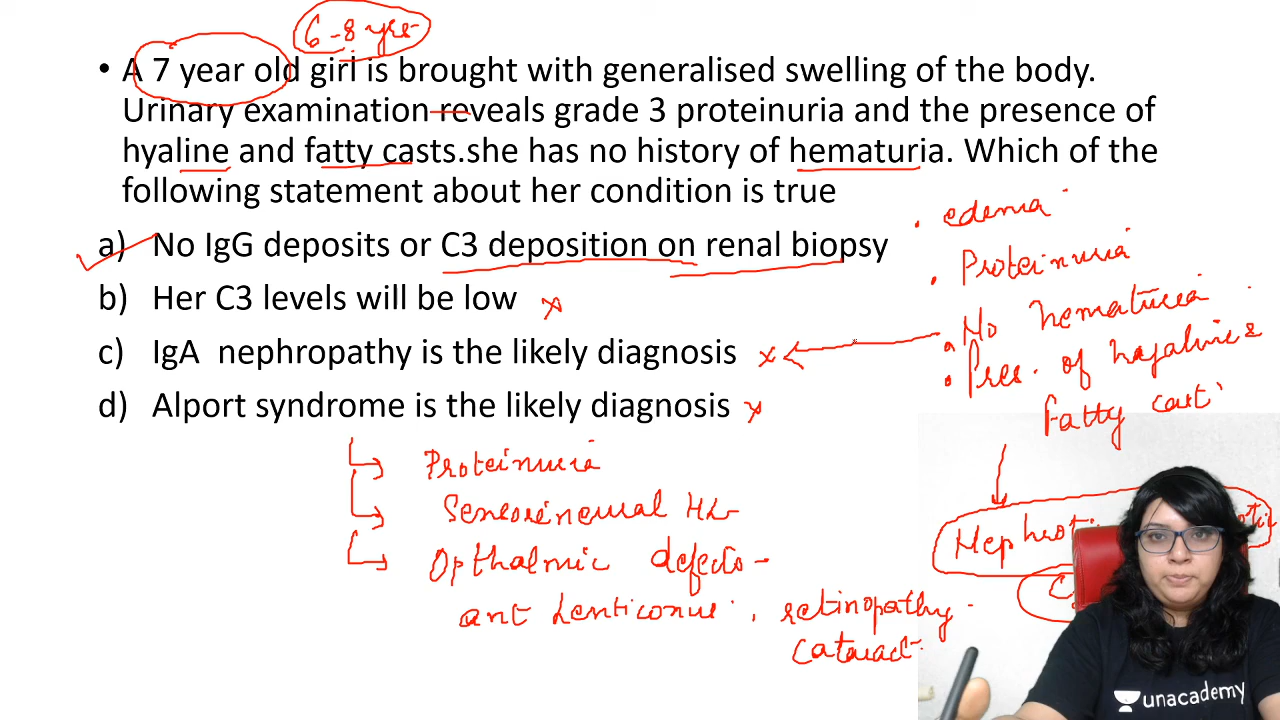 6-8 yrs
• A 7 year old girl is brought with generalised swelling of the body.
Urinary examination reveals grade 3 proteinuria and the presence of
hyaline and fatty casts.she has no history of hematuria. Which of the
following statement about her condition is true
a) No IgG deposits or C3 deposition on renal biopsy
b) Her C3 levels will be low
c) IgA nephropathy is the likely diagnosis
d) Alport syndrome is the likely diagnosis
• edema
• Proteinuria
• No hematuria
• Pres. of hyaline &
fatty cast
Proteinuria
Sensorineural HL
Opthalmic defects -
ant Lenticonus, retinopathy
cataract
unacademy